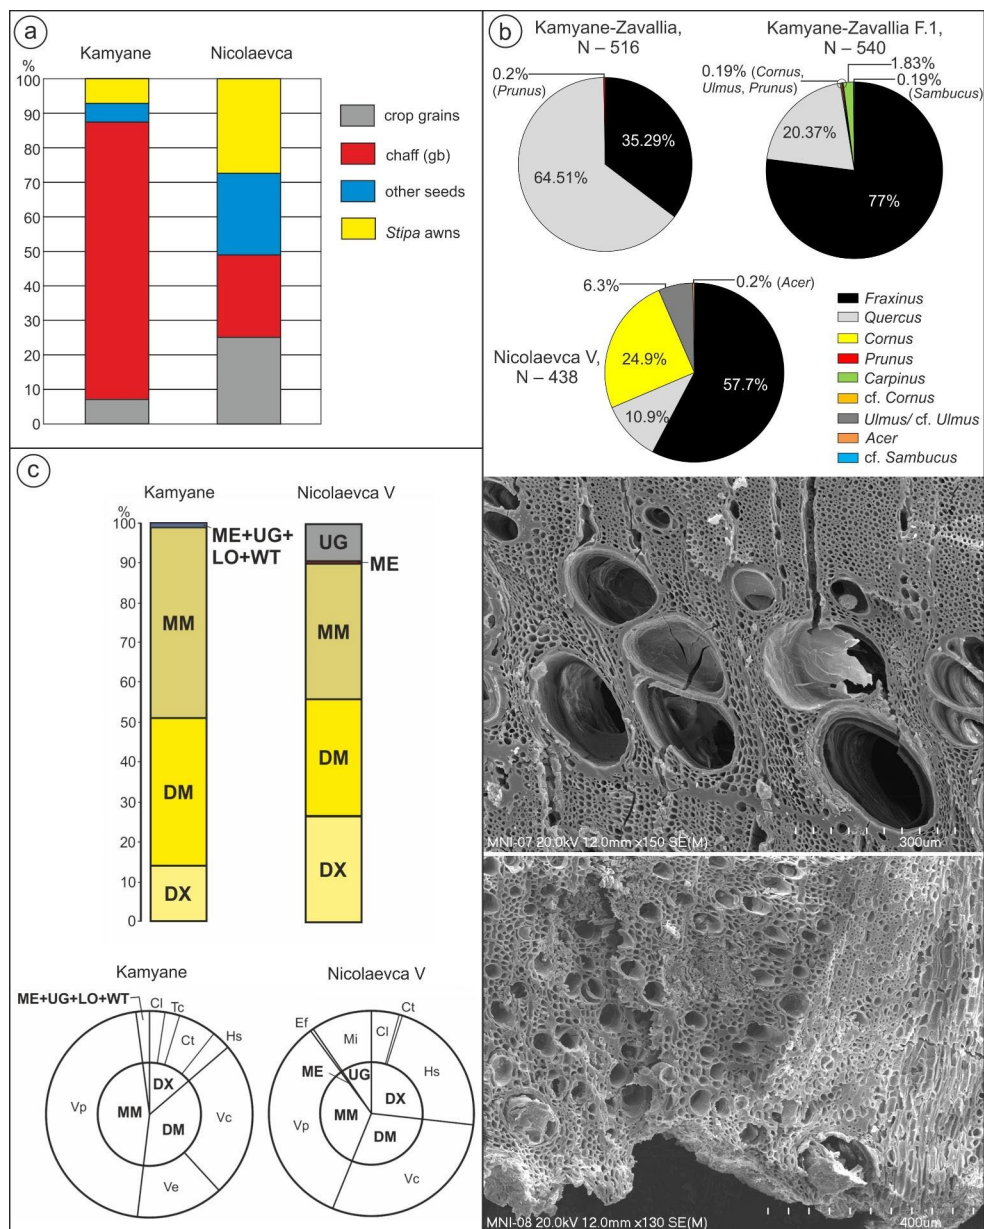 a
Kamyane
Nicolaevca
%
100
90
80
70
60
50
40
30
20
10
0
crop grains
chaff (gb)
other seeds
Stipa awns
b
Kamyane-Zavallia,
N – 516
0.2%
(Prunus)
35.29%
64.51%
Kamyane-Zavallia F.1,
N – 540
0.19% (Cornus,
Ulmus, Prunus)
1.83%
0.19%
(Sambucus)
20.37%
77%
Nicolaevca V,
N – 438
6.3%
0.2% (Acer)
24.9%
10.9%
57.7%
Fraxinus
Quercus
Cornus
Prunus
Carpinus
cf. Cornus
Ulmus/ cf. Ulmus
Acer
cf. Sambucus
c
Kamyane
Nicolaevca V
%
100
90
80
70
60
50
40
30
20
10
0
ME+UG+
LO+WT
MM
DM
DX
UG
ME
MM
DM
DX
Kamyane
ME+UG+LO+WT
Cl
Tc
Ct
Hs
Vc
Ve
Vp
DX
DM
MM
Nicolaevca V
Ef
Mi
Cl
Ct
Hs
Vc
Vp
ME
UG
DX
DM
MM
MNI-07 20.0kV 12.0mm x150 SE(M)
300um
MNI-08 20.0kV 12.0mm x130 SE(M)
400um